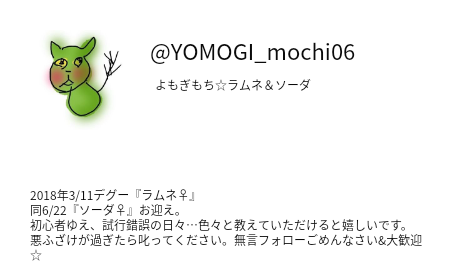 @YOMOGI_mochi06
よもぎもち☆ラムネ＆ソーダ
2018年3/11デグー『ラムネ♀』
同6/22『ソーダ♀』お迎え。
初心者ゆえ、試行錯誤の日々…色々と教えていただけると嬉しいです。
悪ふざけが過ぎたら叱ってください。無言フォローごめんなさい&大歓迎
☆